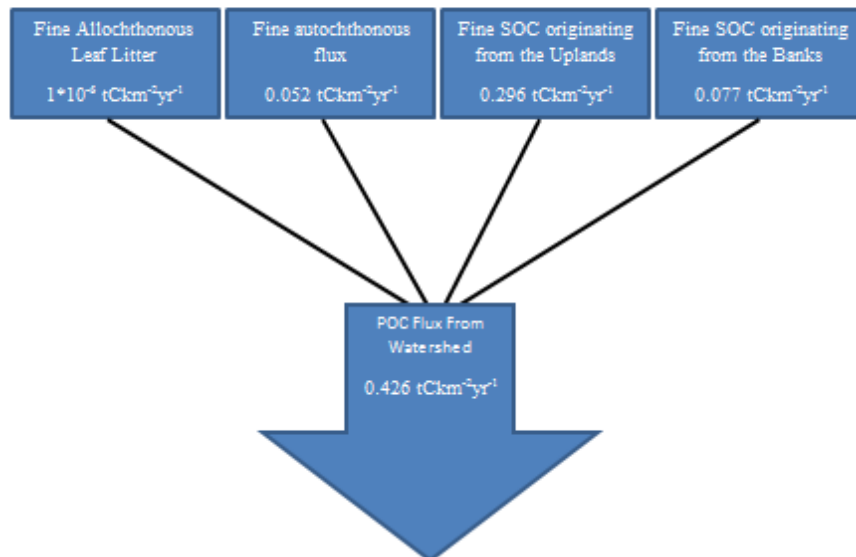 Fine Allochthonous
Leaf Litter
1*10⁻⁶ tCkm⁻²yr⁻¹
Fine autochthonous
flux
0.052 tCkm⁻²yr⁻¹
Fine SOC originating
from the Uplands
0.296 tCkm⁻²yr⁻¹
Fine SOC originating
from the Banks
0.077 tCkm⁻²yr⁻¹
POC Flux From
Watershed
0.426 tCkm⁻²yr⁻¹